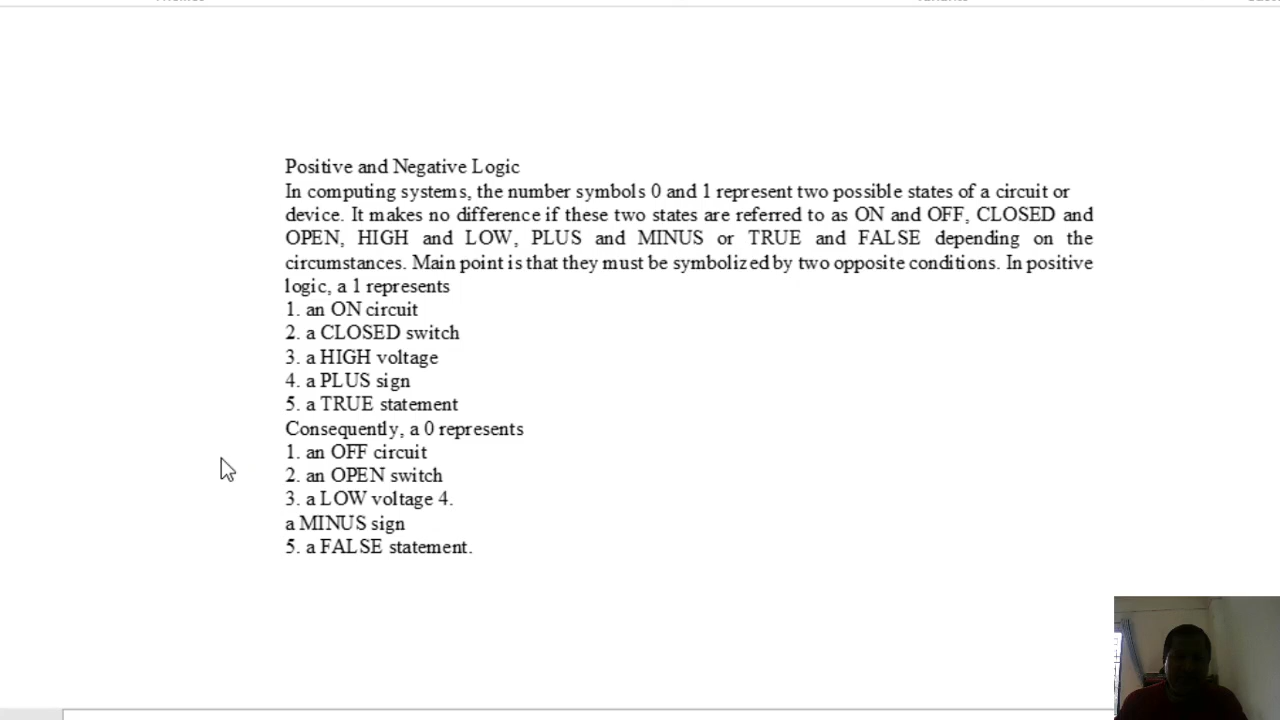 Positive and Negative Logic
In computing systems, the number symbols 0 and 1 represent two possible states of a circuit or
device. It makes no difference if these two states are referred to as ON and OFF, CLOSED and
OPEN, HIGH and LOW, PLUS and MINUS or TRUE and FALSE depending on the
circumstances. Main point is that they must be symbolized by two opposite conditions. In positive
logic, a 1 represents
1. an ON circuit
2. a CLOSED switch
3. a HIGH voltage
4. a PLUS sign
5. a TRUE statement
Consequently, a 0 represents
1. an OFF circuit
2. an OPEN switch
3. a LOW voltage 4.
a MINUS sign
5. a FALSE statement.